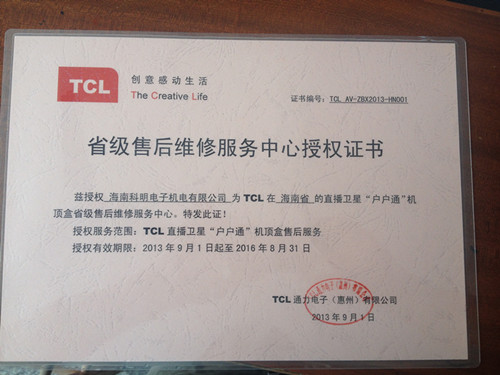 TCL
创意感动生活
The Creative Life
证书编号：TCL AV-ZBX2013-HN001
省级售后维修服务中心授权证书
兹授权 海南科明电子机电有限公司 为 TCL 在 海南省 的直播卫星“户户通”机
顶盒省级售后维修服务中心。特发此证！
授权服务范围：TCL 直播卫星“户户通”机顶盒售后服务
授权有效期限：2013 年 9 月 1 日起至 2016 年 8 月 31 日
TCL 通力电子（惠州）有限公司
2013 年 9 月 1 日